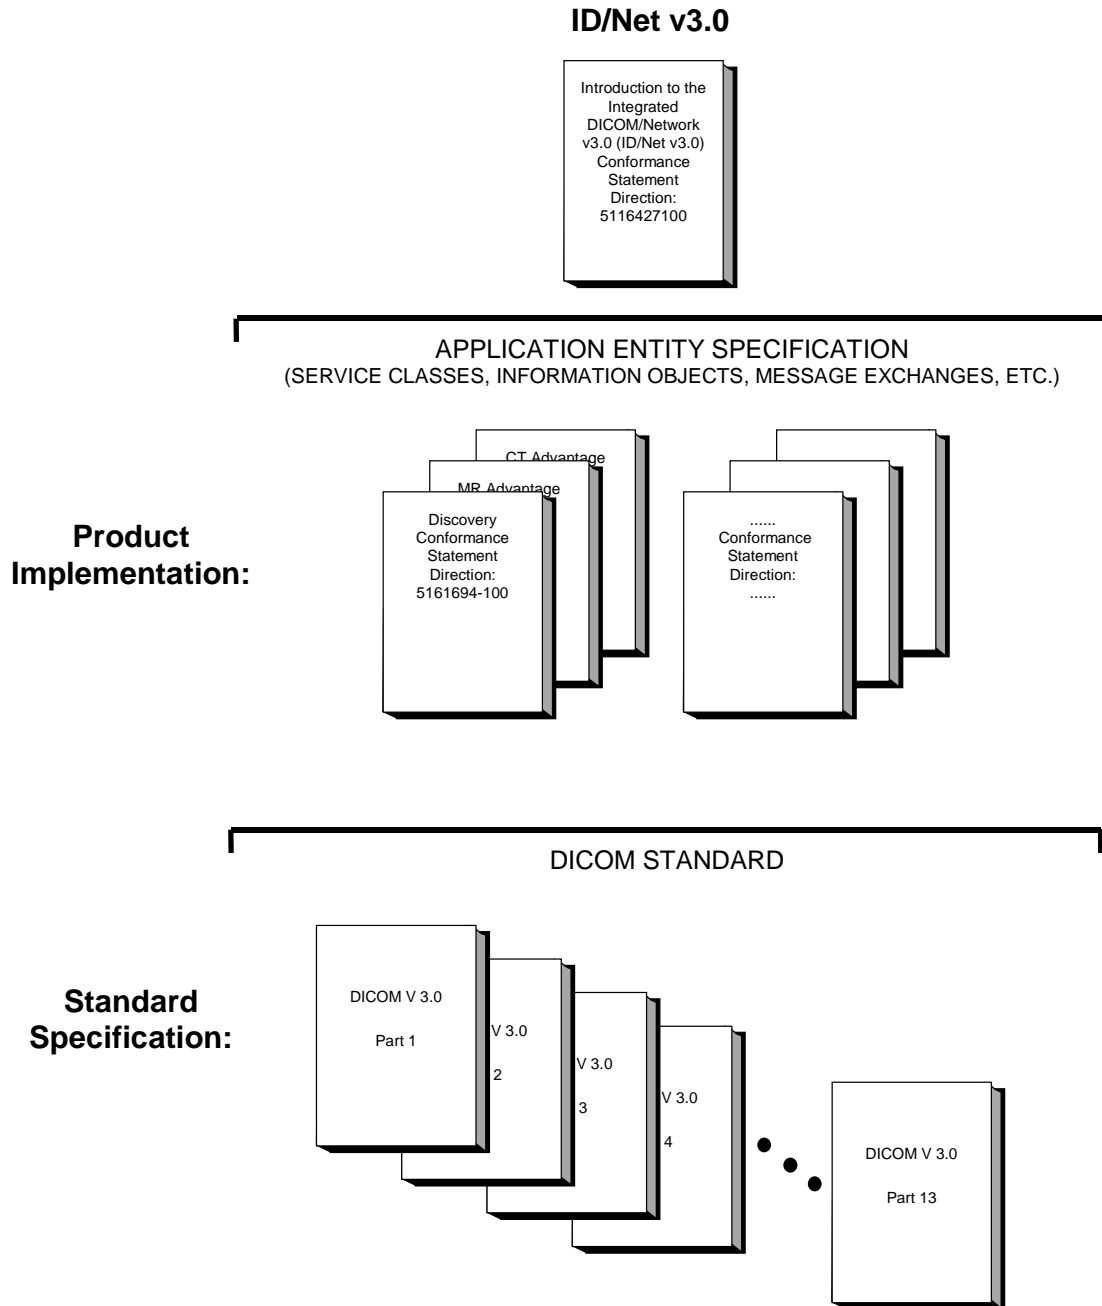 ID/Net v3.0
Introduction to the
Integrated
DICOM/Network
v3.0 (ID/Net v3.0)
Conformance
Statement
Direction:
5116427100
APPLICATION ENTITY SPECIFICATION
(SERVICE CLASSES, INFORMATION OBJECTS, MESSAGE EXCHANGES, ETC.)
Product
Implementation:
CT Advantage
MR Advantage
Discovery
Conformance
Statement
Direction:
5161694-100
......
Conformance
Statement
Direction:
......
DICOM STANDARD
Standard
Specification:
DICOM V 3.0
Part 1
V 3.0
2
V 3.0
3
V 3.0
4
DICOM V 3.0
Part 13